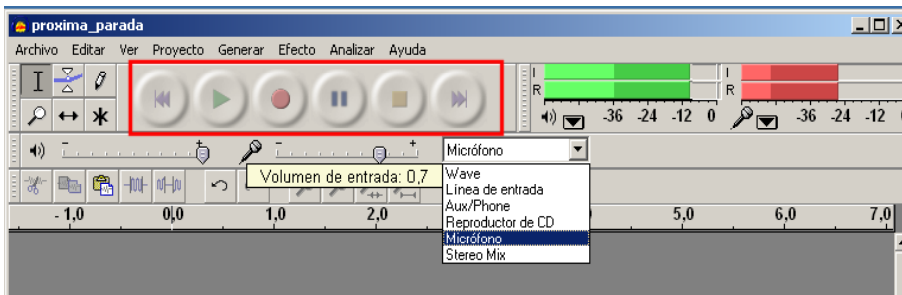 proxima_parada
Archivo Editar Ver Proyecto Generar Efecto Analizar Ayuda
I
R
-36 -24 -12 0
I
R
-36 -24 -12
- +
- +
Micrófono
Volumen de entrada: 0,7
Wave
Línea de entrada
Aux/Phone
Reproductor de CD
Micrófono
Stereo Mix
- 1,0 0,0 1,0 2,0 5,0 6,0 7,0